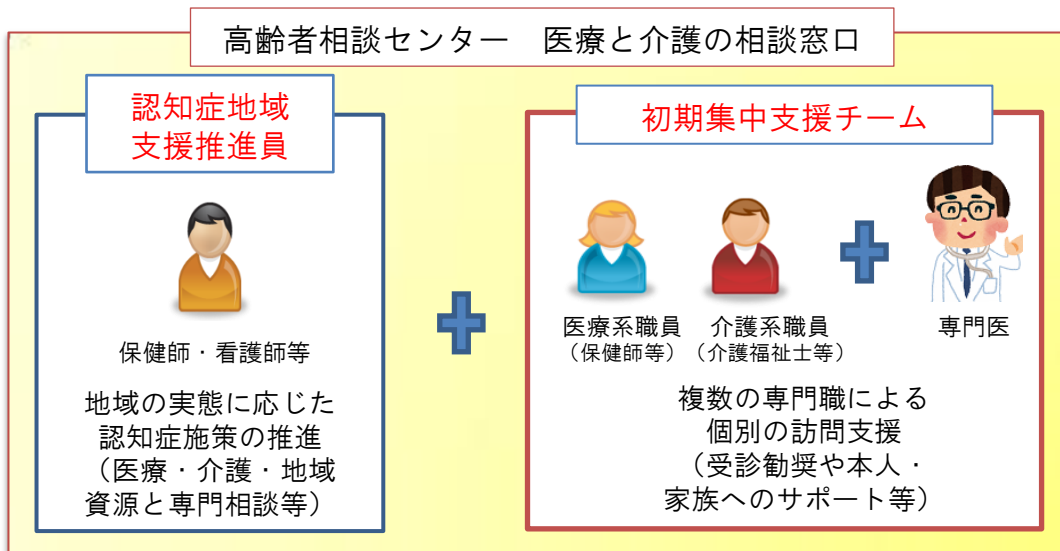 高齢者相談センター　医療と介護の相談窓口
認知症地域
支援推進員
保健師・看護師等
地域の実態に応じた
認知症施策の推進
（医療・介護・地域
資源と専門相談等）
初期集中支援チーム
医療系職員
（保健師等）
介護系職員
（介護福祉士等）
専門医
複数の専門職による
個別の訪問支援
（受診勧奨や本人・
家族へのサポート等）